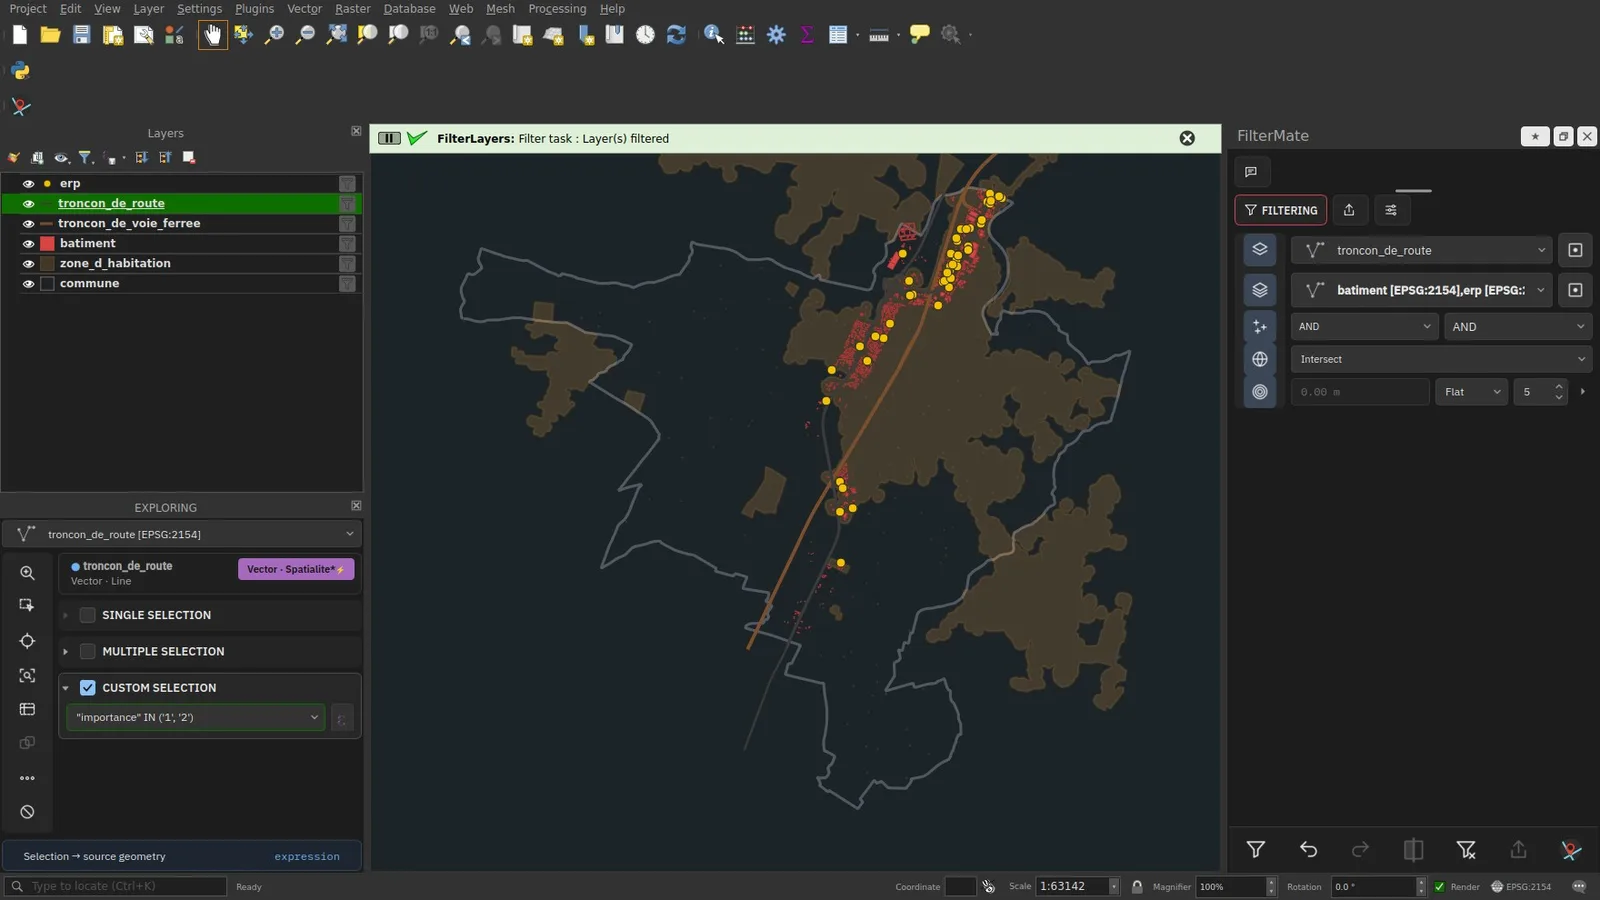 Project Edit View Layer Settings Plugins Vector Raster Database Web Mesh Processing Help
Layers
FilterLayers: Filter task : Layer(s) filtered
FilterMate
erp
troncon_de_route
troncon_de_voie_ferree
batiment
zone_d_habitation
commune
FILTERING
troncon_de_route
batiment [EPSG:2154],erp [EPSG:
AND AND
Intersect
0.00 m Flat 5
EXPLORING
troncon_de_route [EPSG:2154]
troncon_de_route
Vector · Line
Vector · Spatialite*⚡
SINGLE SELECTION
MULTIPLE SELECTION
CUSTOM SELECTION
"importance" IN ('1', '2')
Selection → source geometry expression
Type to locate (Ctrl+K) Ready Coordinate Scale 1:63142 Magnifier 100% Rotation 0.0 ° Render EPSG:2154